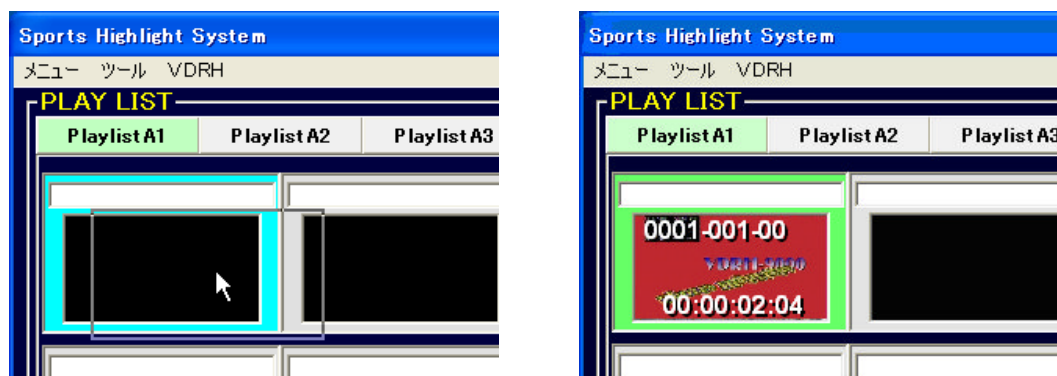 Sports Highlight System
メニュー ツール VDRH
PLAY LIST
Playlist A1 Playlist A2 Playlist A3
Sports Highlight System
メニュー ツール VDRH
PLAY LIST
Playlist A1 Playlist A2 Playlist A3
0001-001-00
00:00:02:04